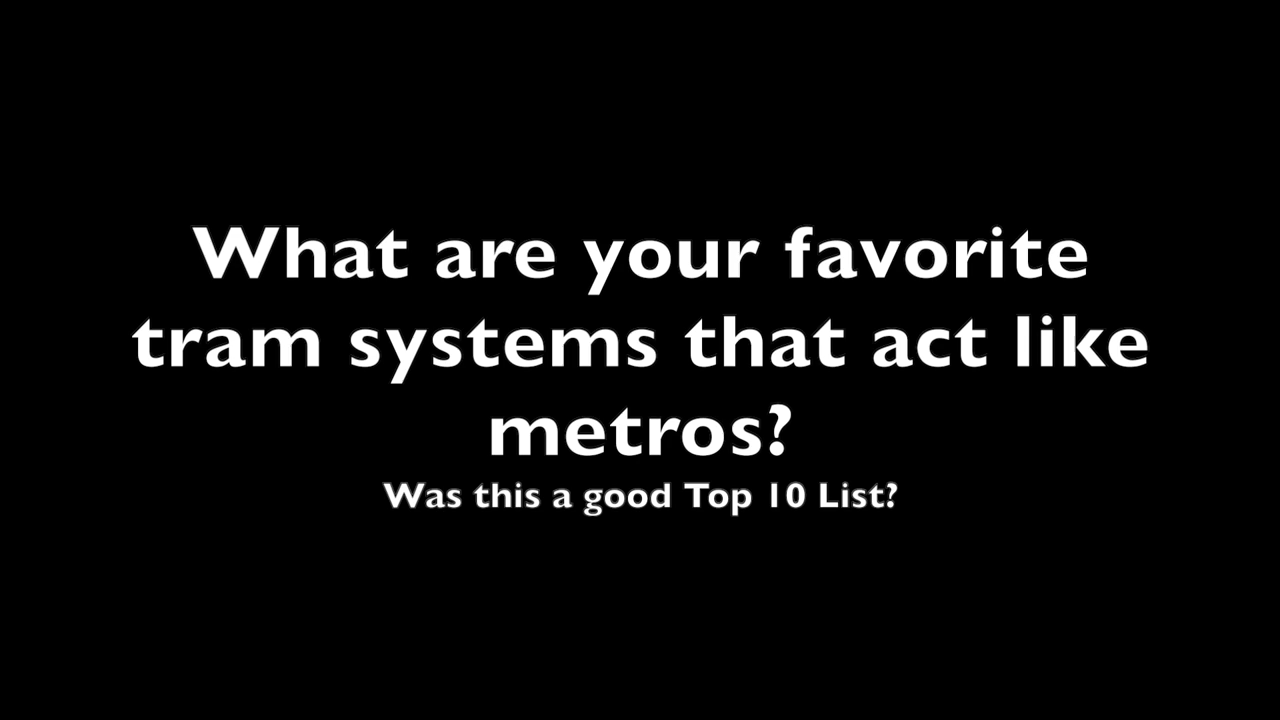 What are your favorite
tram systems that act like
metros?
Was this a good Top 10 List?